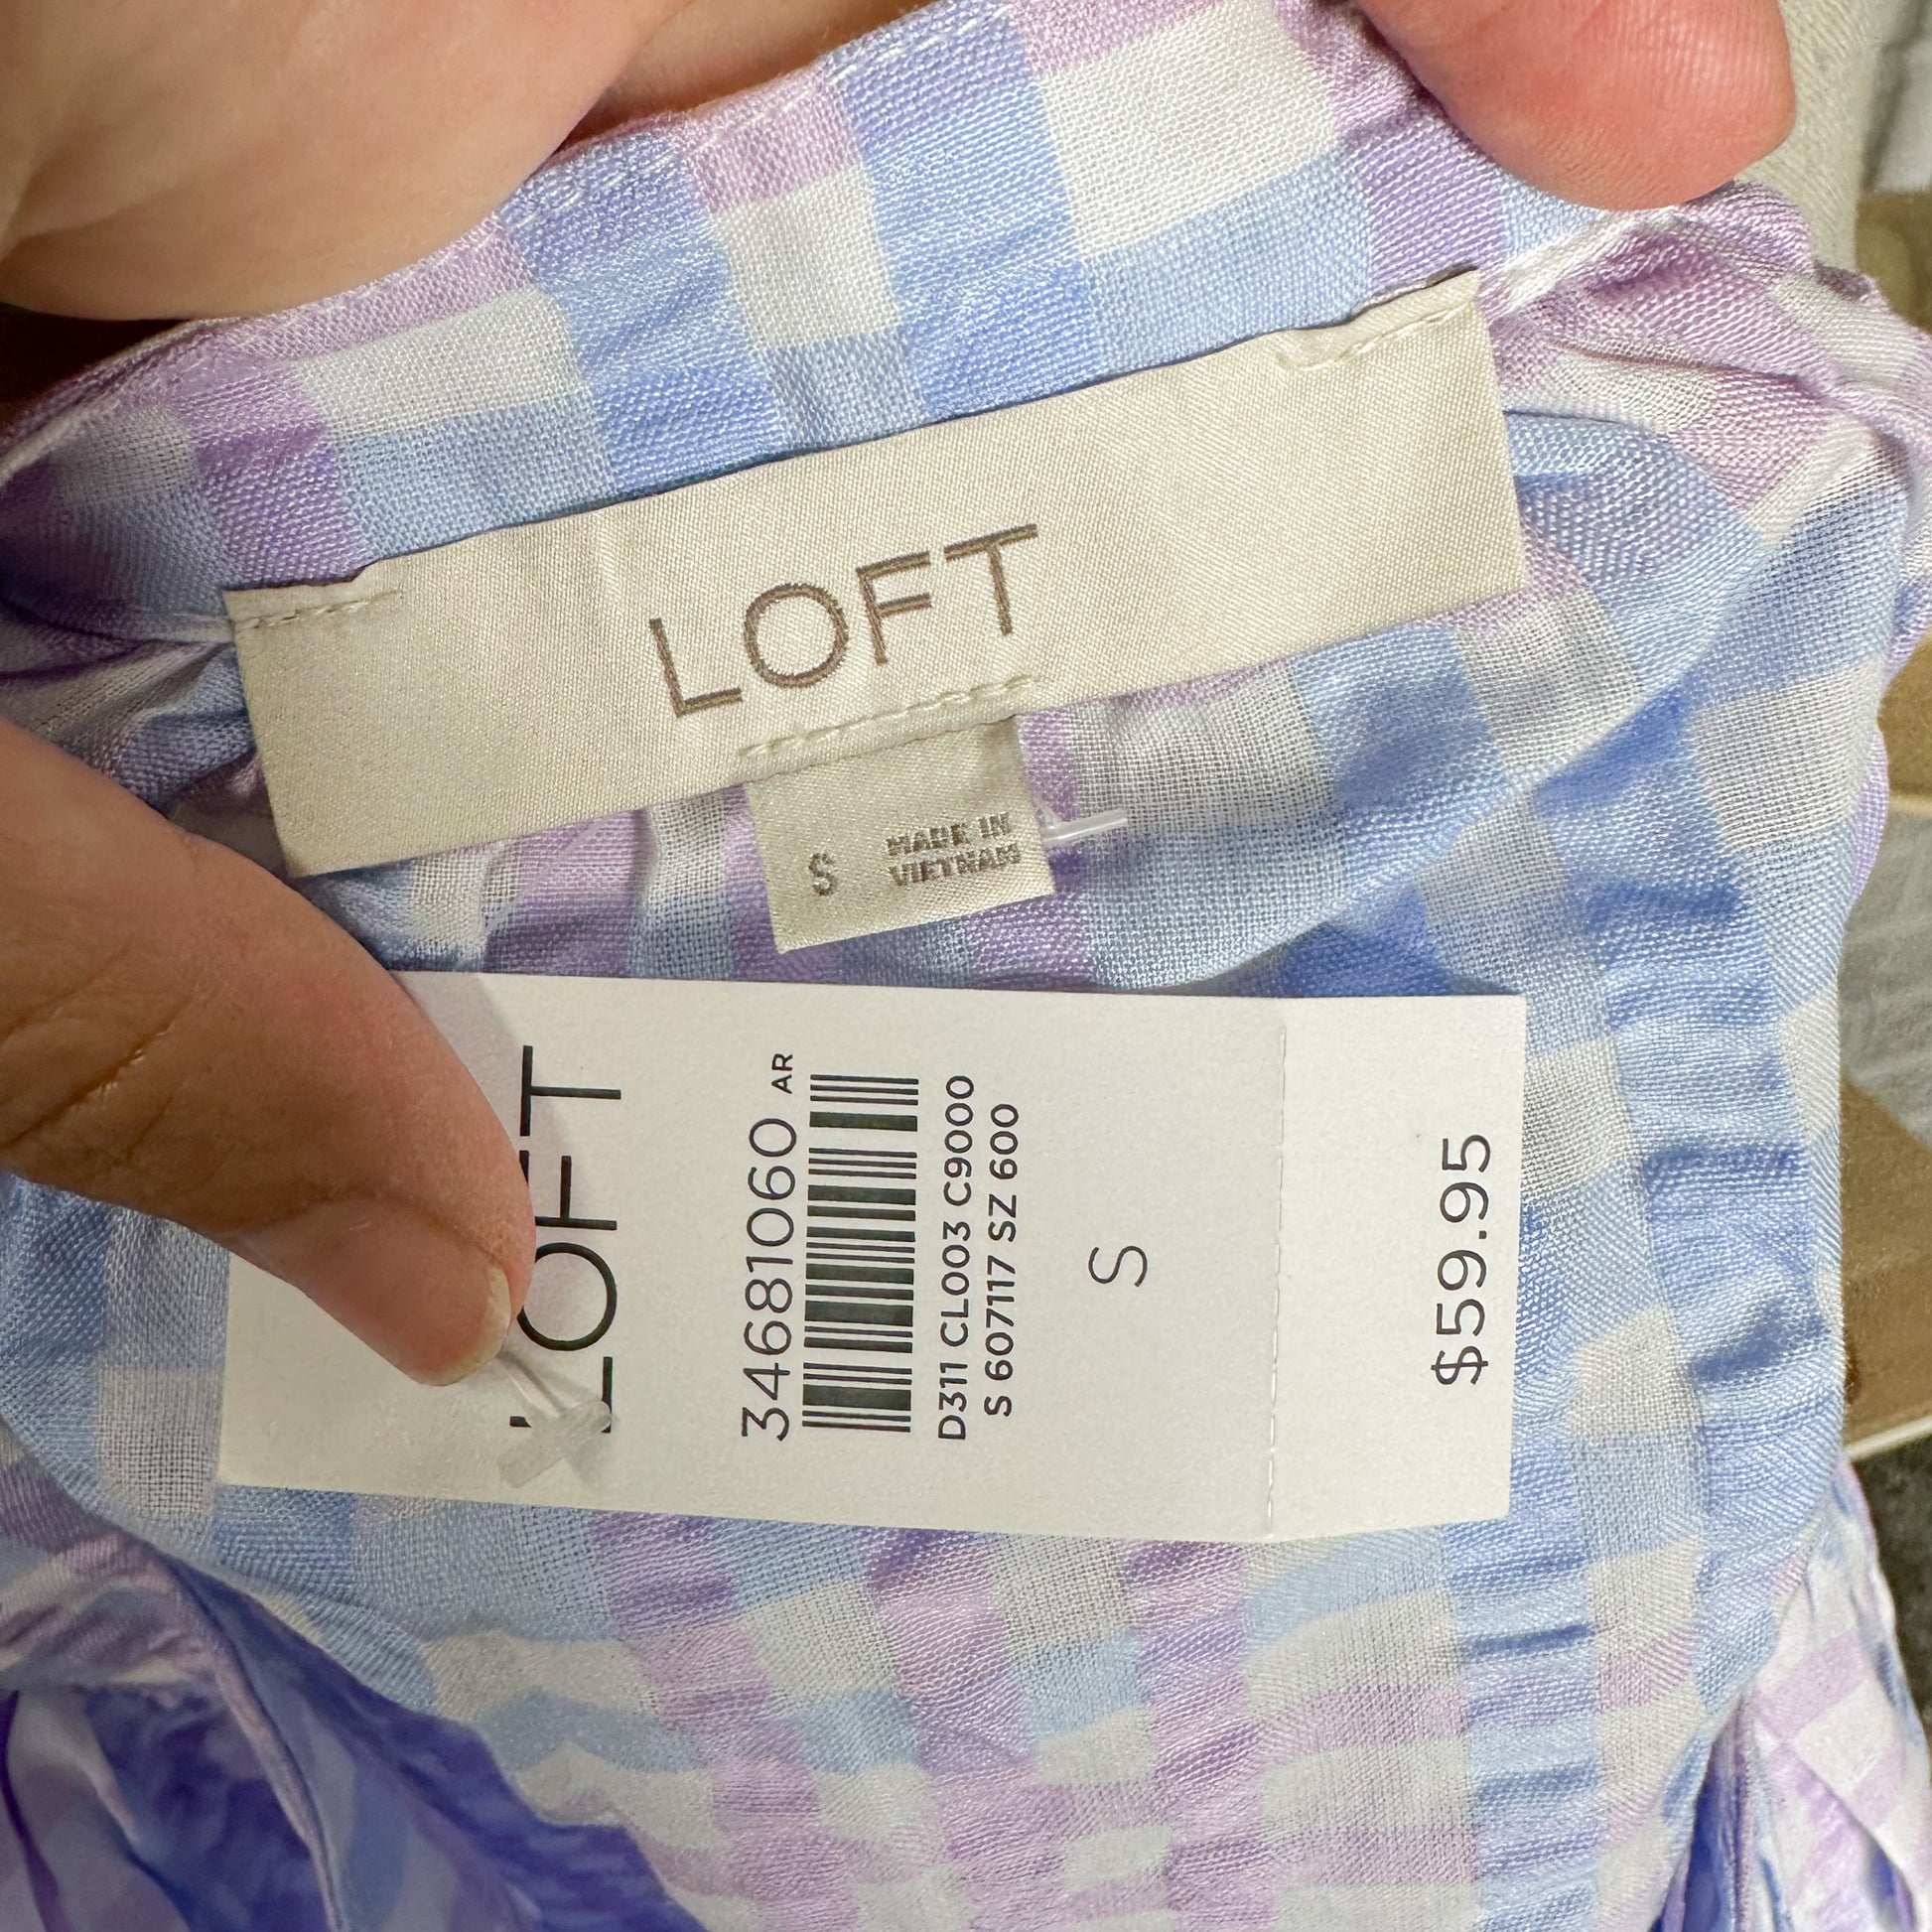 LOFT
S
MADE IN
VIETNAM
LOFT
34681060 AR
D311 CL003 C9000
S 607117 SZ 600
S
$59.95